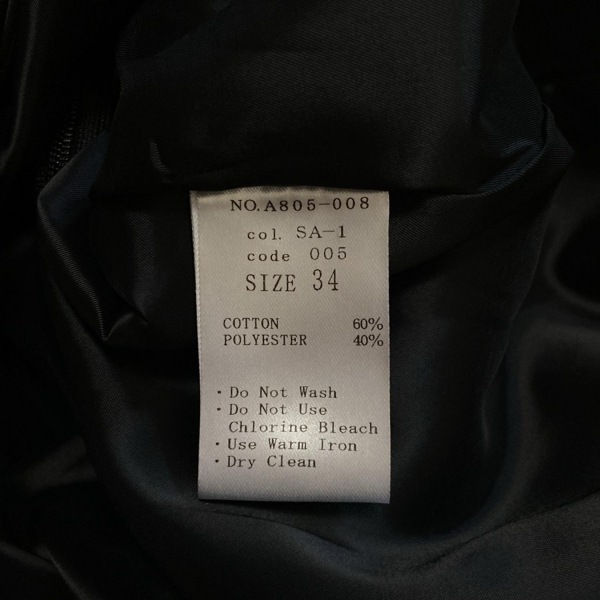 NO.A805-008
col. SA-1
code 005
SIZE 34
COTTON 60%
POLYESTER 40%
・Do Not Wash
・Do Not Use
Chlorine Bleach
・Use Warm Iron
・Dry Clean